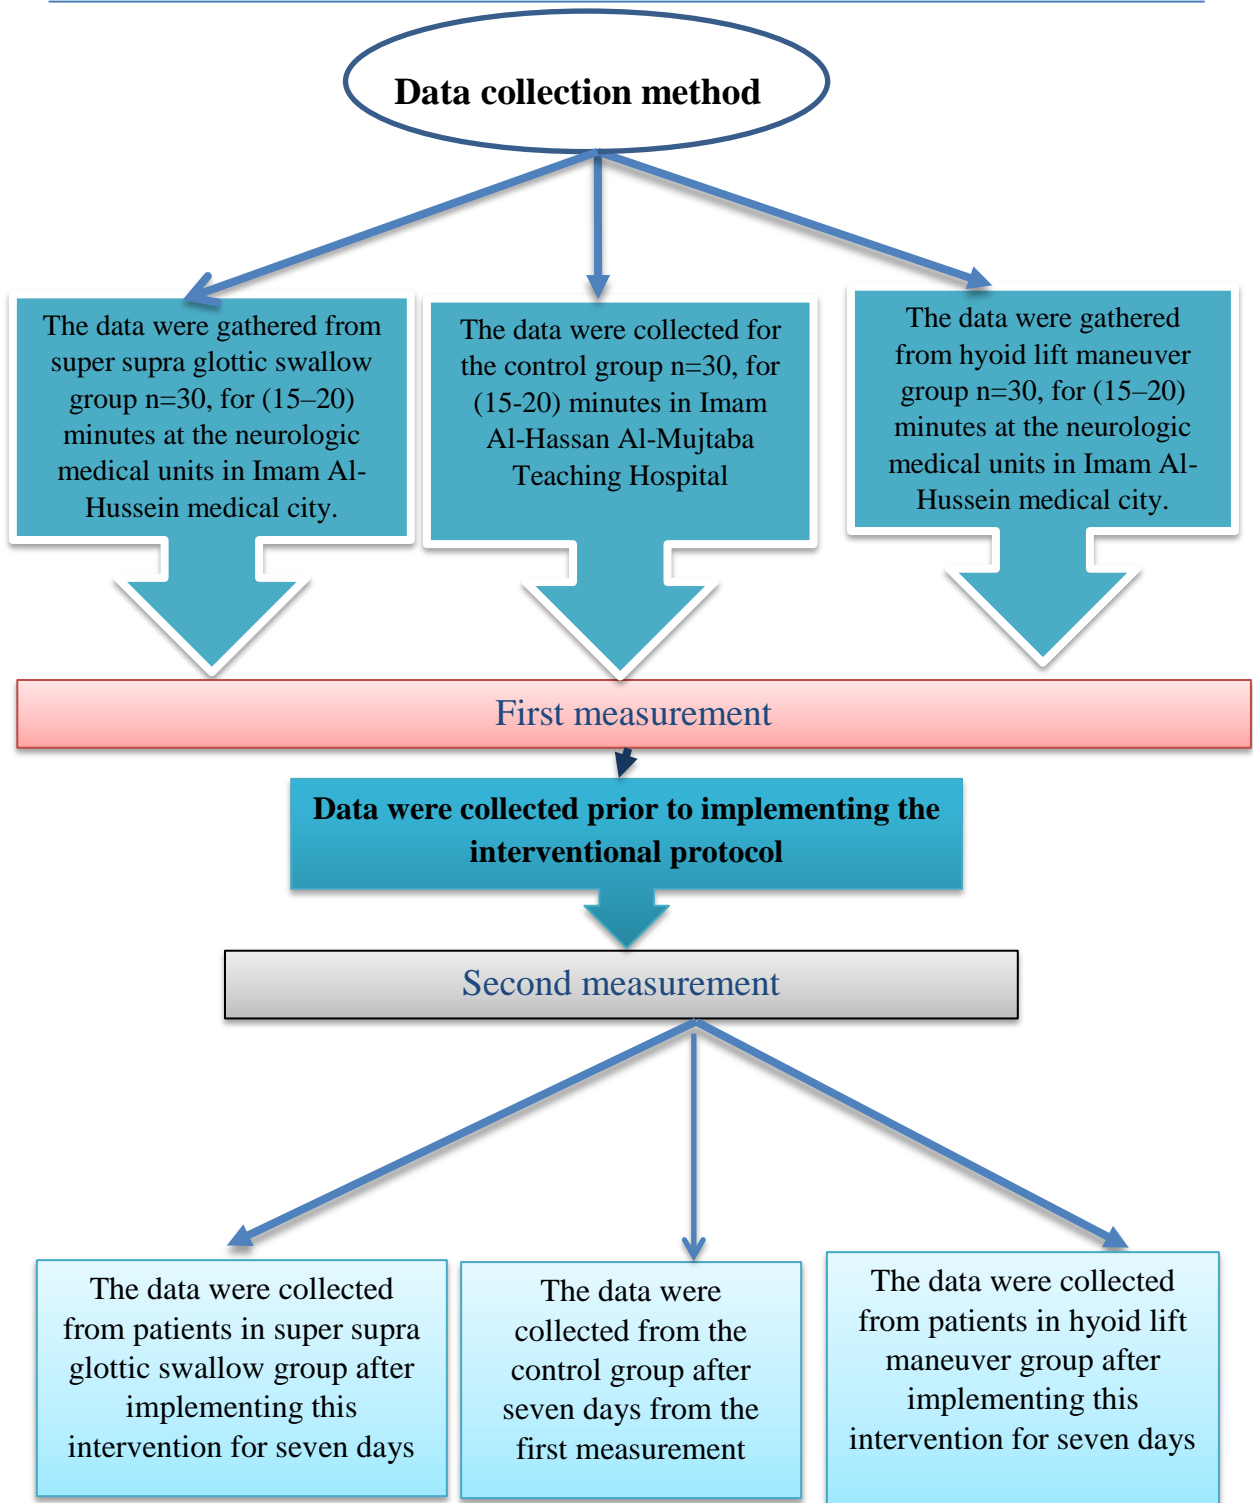 Data collection method
The data were gathered from
super supra glottic swallow
group n=30, for (15–20)
minutes at the neurologic
medical units in Imam Al-
Hussein medical city.
The data were collected for
the control group n=30, for
(15-20) minutes in Imam
Al-Hassan Al-Mujtaba
Teaching Hospital
The data were gathered
from hyoid lift maneuver
group n=30, for (15–20)
minutes at the neurologic
medical units in Imam Al-
Hussein medical city.
First measurement
Data were collected prior to implementing the
interventional protocol
Second measurement
The data were collected
from patients in super supra
glottic swallow group after
implementing this
intervention for seven days
The data were
collected from the
control group after
seven days from the
first measurement
The data were collected
from patients in hyoid lift
maneuver group after
implementing this
intervention for seven days